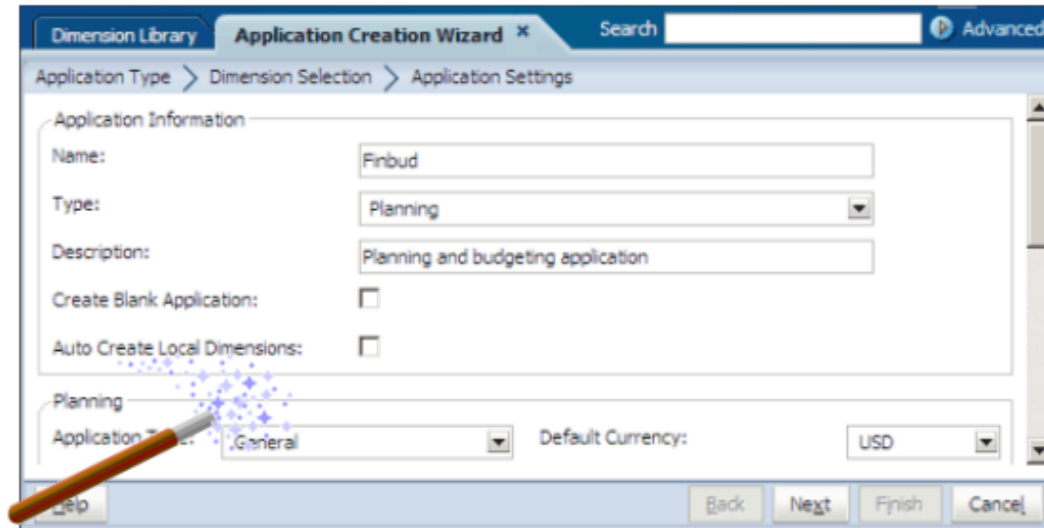 Dimension Library Application Creation Wizard × Search Advanced
Application Type > Dimension Selection > Application Settings
Application Information
Name: Finbud
Type: Planning
Description: Planning and budgeting application
Create Blank Application:
Auto Create Local Dimensions:
Planning
Application General Default Currency: USD
Help Back Next Finish Cancel